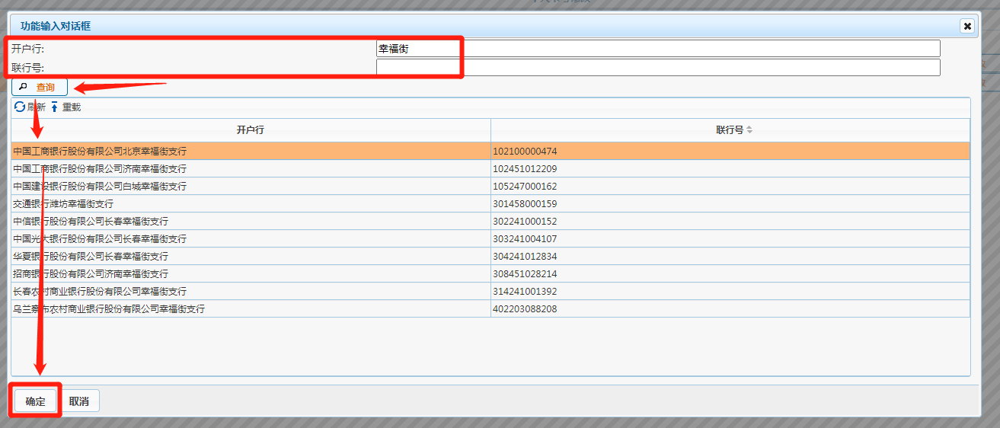 功能输入对话框
开户行: 幸福街
联行号:
查询
刷新 重载
开户行 联行号
中国工商银行股份有限公司北京幸福街支行 102100000474
中国工商银行股份有限公司济南幸福街支行 102451012209
中国建设银行股份有限公司白城幸福街支行 105247000162
交通银行潍坊幸福街支行 301458000159
中信银行股份有限公司长春幸福街支行 302241000152
中国光大银行股份有限公司长春幸福街支行 303241004107
华夏银行股份有限公司长春幸福街支行 304241012834
招商银行股份有限公司济南幸福街支行 308451028214
长春农村商业银行股份有限公司幸福街支行 314241001392
乌兰察布农村商业银行股份有限公司幸福街支行 402203088208
确定 取消